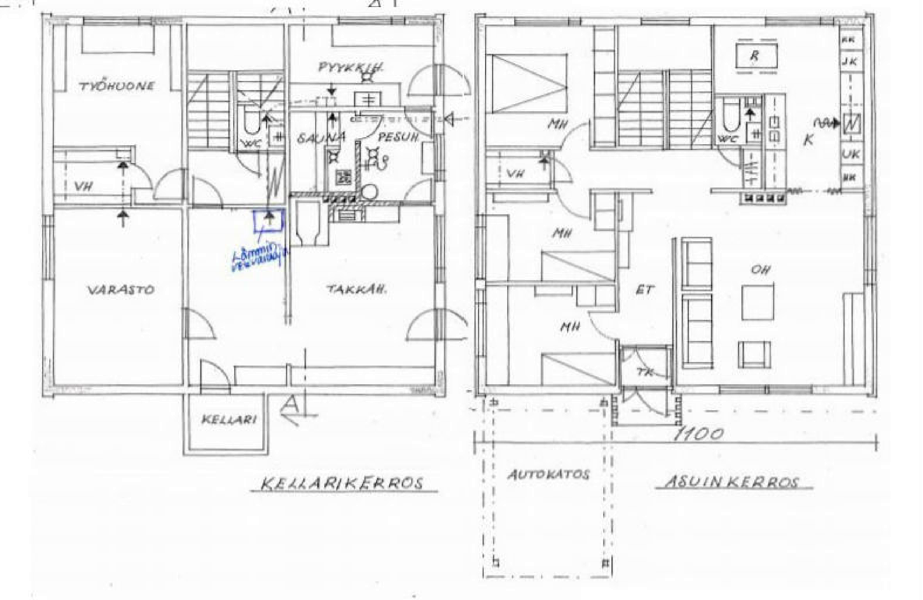 A
TYÖHUONE
PYYKKIH.
WC
SAUNA
PESUH.
VH
Lämmin
vesivaraaja
VARASTO
TAKKAH.
KELLARI
A
KELLARIKERROS
MH
R
KK
JK
WC
K
UK
VH
MH
OH
ET
MH
TK
1100
AUTOKATOS
ASUINKERROS